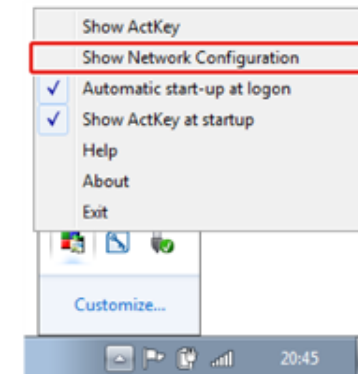 Show ActKey
Show Network Configuration
Automatic start-up at logon
Show ActKey at startup
Help
About
Exit
Customize...
20:45